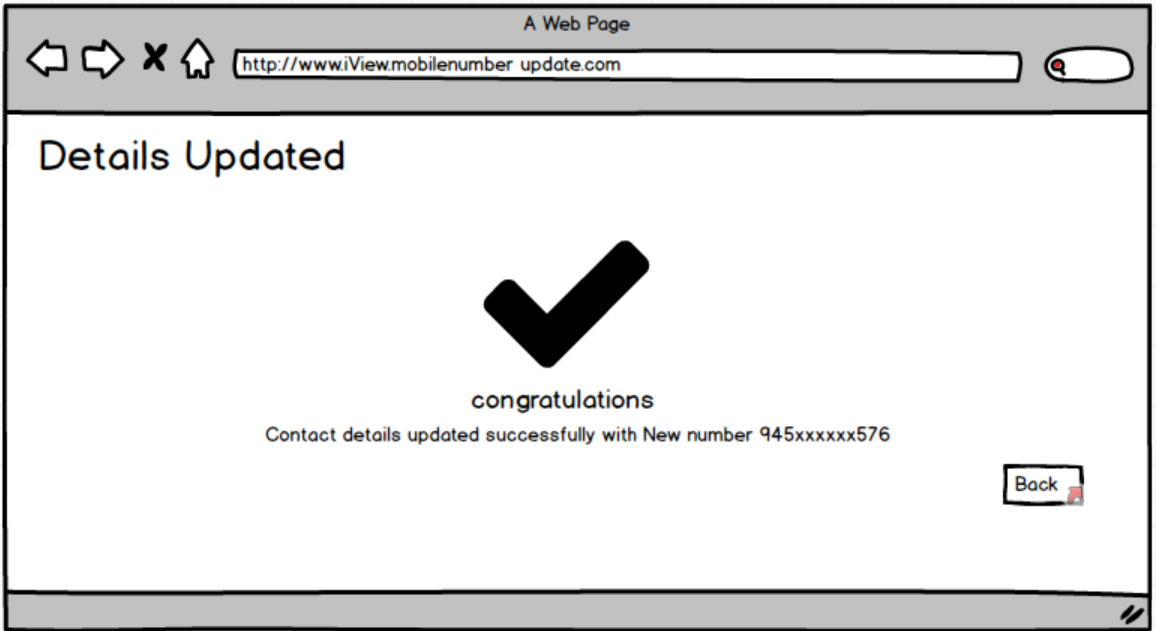 A Web Page
http://www.iView.mobilenumber update.com
Details Updated
congratulations
Contact details updated successfully with New number 945xxxxxx576
Back